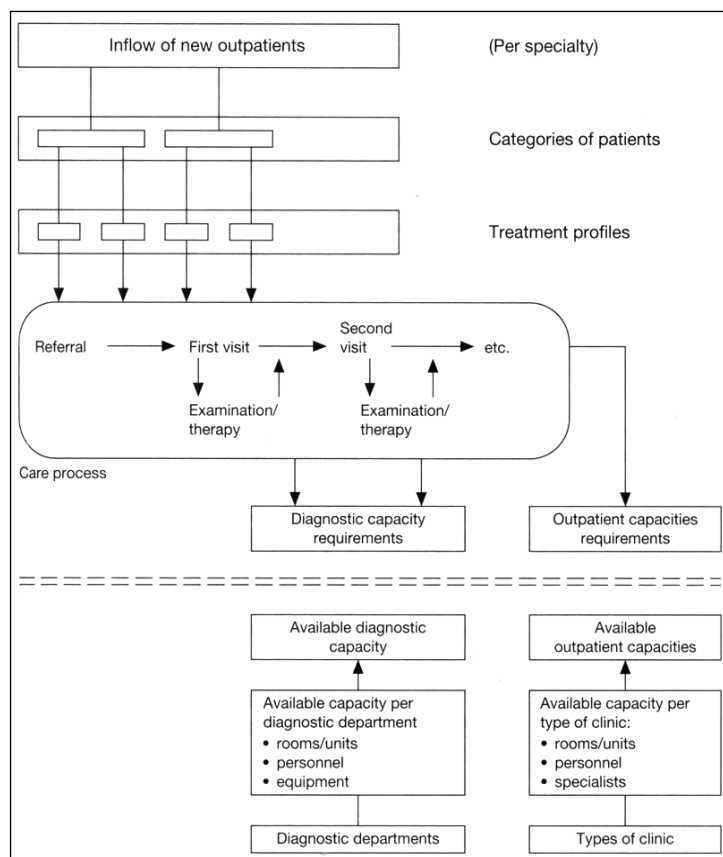 Inflow of new outpatients
(Per specialty)
Categories of patients
Treatment profiles
Referral
First visit
Second
visit
etc.
Examination/
therapy
Examination/
therapy
Care process
Diagnostic capacity
requirements
Outpatient capacities
requirements
Available diagnostic
capacity
Available
outpatient capacities
Available capacity per
diagnostic department
• rooms/units
• personnel
• equipment
Available capacity per
type of clinic:
• rooms/units
• personnel
• specialists
Diagnostic departments
Types of clinic